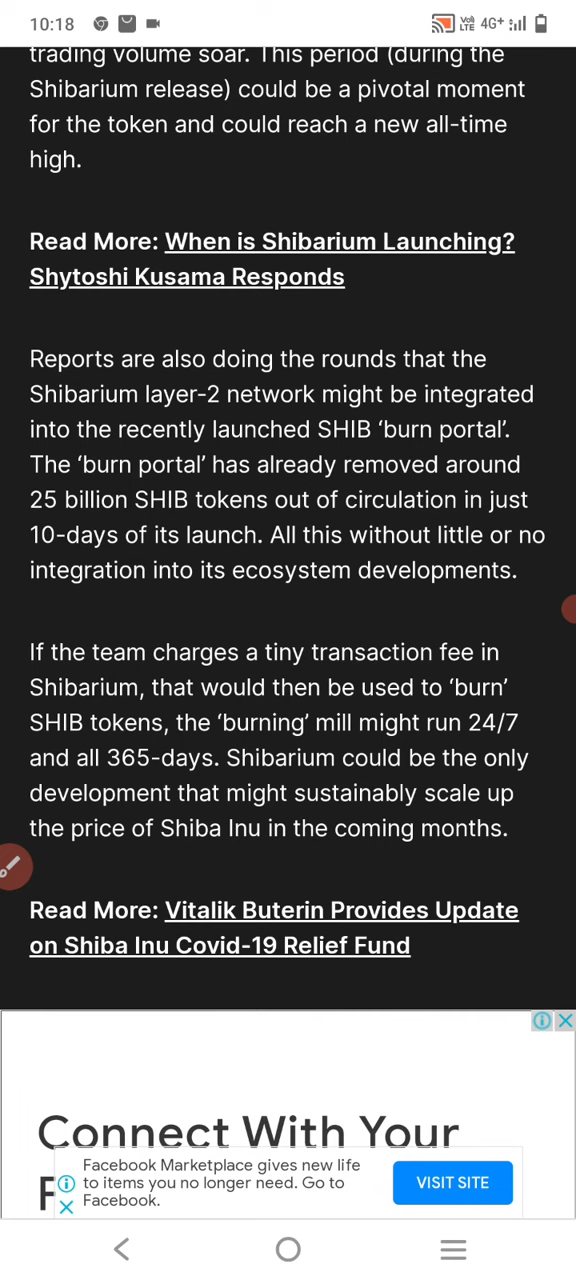 10:18
Vo) LTE 4G+
trading volume soar. This period (during the
Shibarium release) could be a pivotal moment
for the token and could reach a new all-time
high.
Read More: When is Shibarium Launching?
Shytoshi Kusama Responds
Reports are also doing the rounds that the
Shibarium layer-2 network might be integrated
into the recently launched SHIB ‘burn portal’.
The ‘burn portal’ has already removed around
25 billion SHIB tokens out of circulation in just
10-days of its launch. All this without little or no
integration into its ecosystem developments.
If the team charges a tiny transaction fee in
Shibarium, that would then be used to ‘burn’
SHIB tokens, the ‘burning’ mill might run 24/7
and all 365-days. Shibarium could be the only
development that might sustainably scale up
the price of Shiba Inu in the coming months.
Read More: Vitalik Buterin Provides Update
on Shiba Inu Covid-19 Relief Fund
Connect With Your
F
Facebook Marketplace gives new life
to items you no longer need. Go to
Facebook.
VISIT SITE